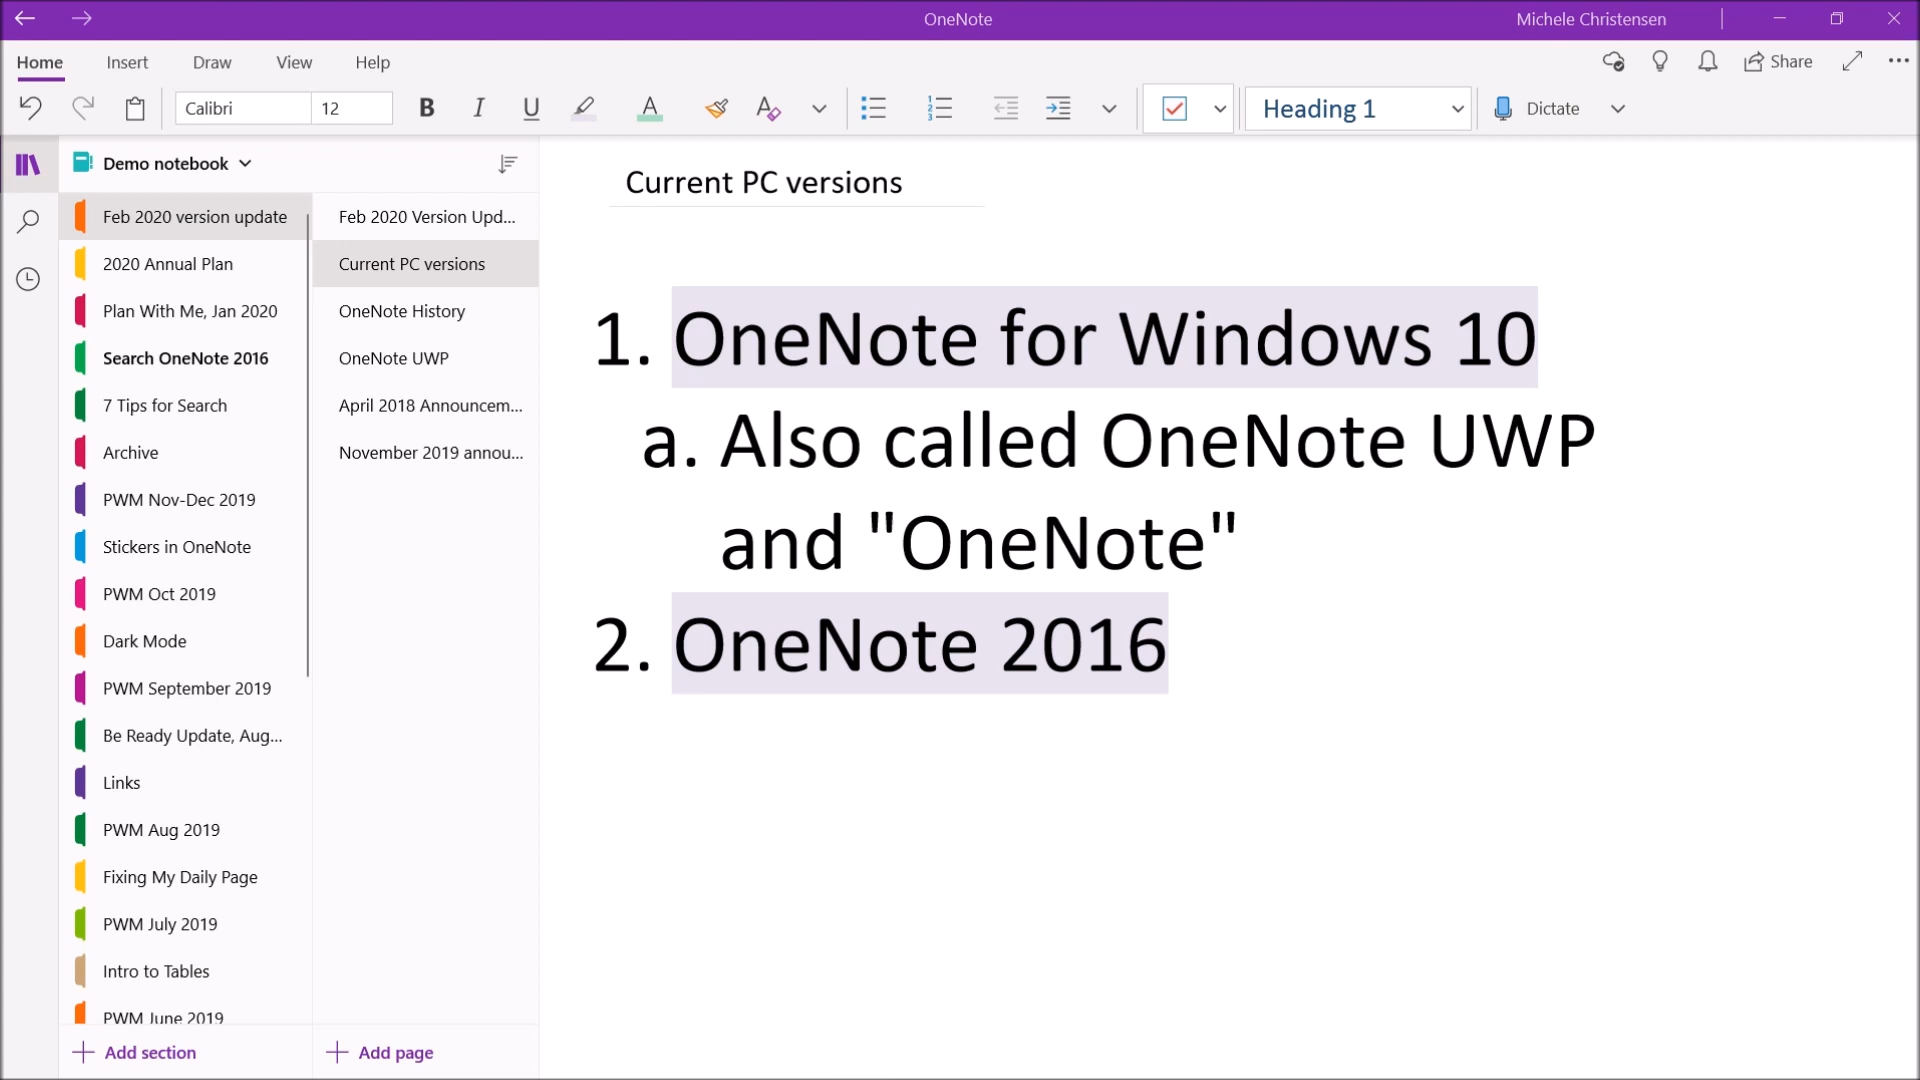 OneNote
Michele Christensen
Home Insert Draw View Help
Share
Calibri 12 B I U A A Heading 1 Dictate
Demo notebook
Feb 2020 version update
2020 Annual Plan
Plan With Me, Jan 2020
Search OneNote 2016
7 Tips for Search
Archive
PWM Nov-Dec 2019
Stickers in OneNote
PWM Oct 2019
Dark Mode
PWM September 2019
Be Ready Update, Aug...
Links
PWM Aug 2019
Fixing My Daily Page
PWM July 2019
Intro to Tables
PWM June 2019
Add section
Feb 2020 Version Upd...
Current PC versions
OneNote History
OneNote UWP
April 2018 Announcem...
November 2019 annou...
Add page
Current PC versions
1. OneNote for Windows 10
a. Also called OneNote UWP
and "OneNote"
2. OneNote 2016